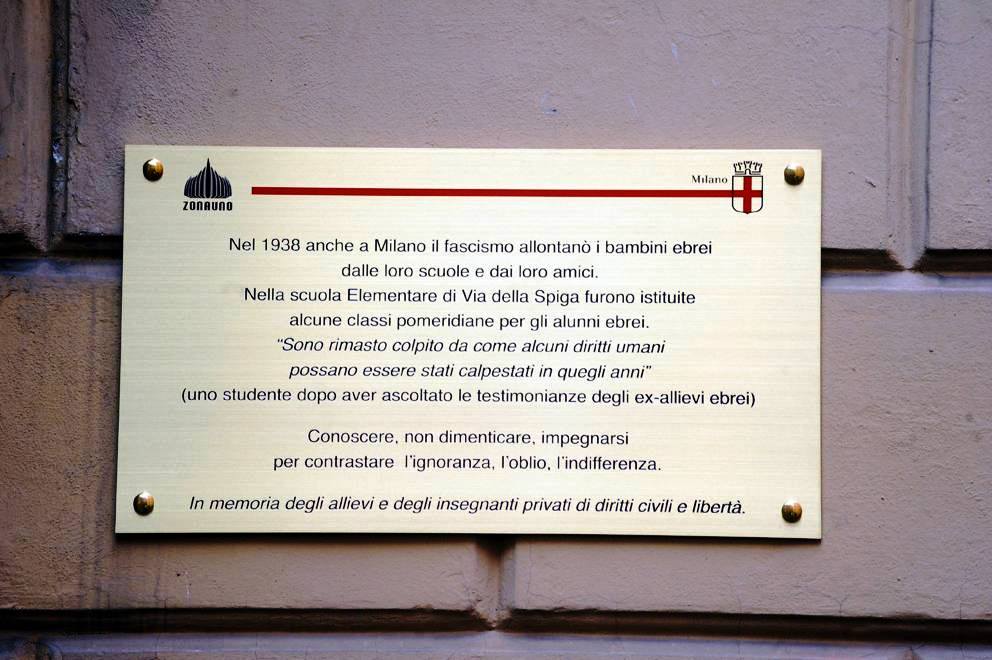 ZONAUNO
Milano
Nel 1938 anche a Milano il fascismo allontanò i bambini ebrei
dalle loro scuole e dai loro amici.
Nella scuola Elementare di Via della Spiga furono istituite
alcune classi pomeridiane per gli alunni ebrei.
"Sono rimasto colpito da come alcuni diritti umani
possano essere stati calpestati in quegli anni"
(uno studente dopo aver ascoltato le testimonianze degli ex-allievi ebrei)
Conoscere, non dimenticare, impegnarsi
per contrastare l'ignoranza, l'oblio, l'indifferenza.
In memoria degli allievi e degli insegnanti privati di diritti civili e libertà.